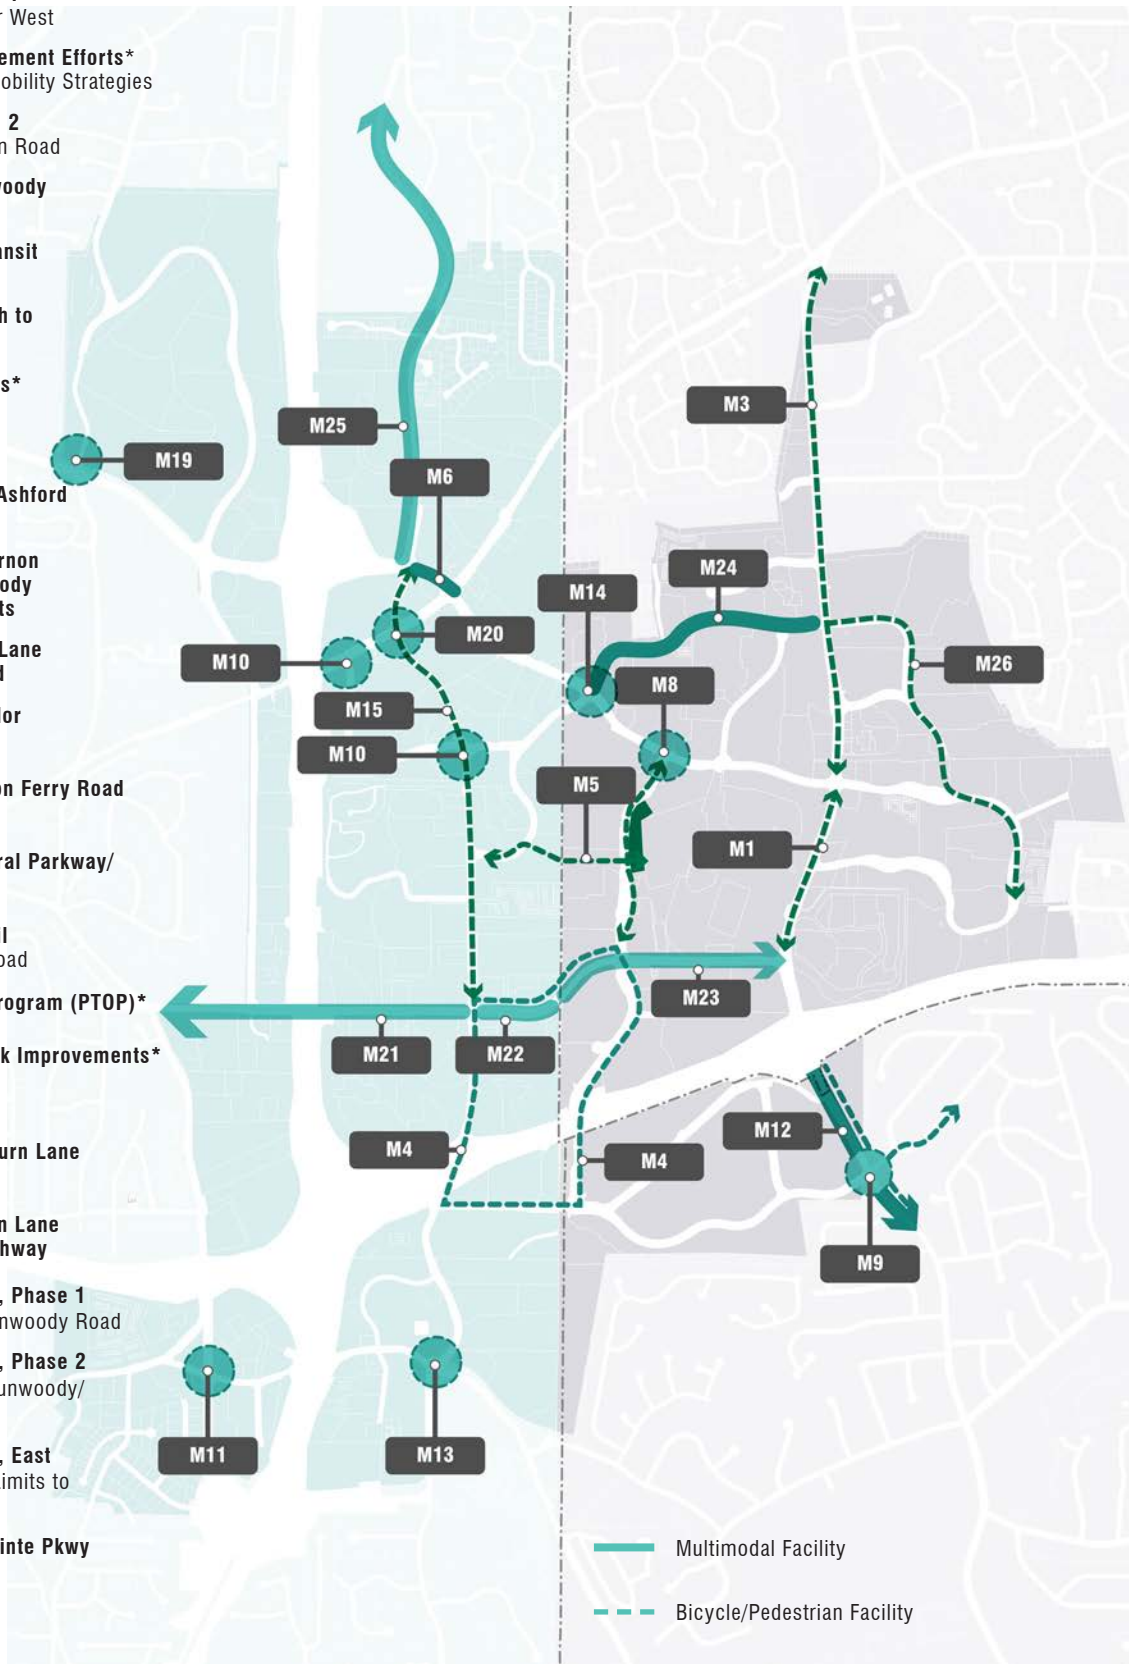 West
ement Efforts*
obility Strategies
2
n Road
oody
ansit
h to
s*
Ashford
rnon
ody
ts
Lane
d
lor
on Ferry Road
ral Parkway/
ll
oad
rogram (PTOP)*
k Improvements*
urn Lane
n Lane
hway
, Phase 1
nwoody Road
, Phase 2
unwoody/
, East
imits to
inte Pkwy
M3
M25
M19
M6
M24
M14
M20
M10
M26
M8
M15
M10
M5
M1
M23
M21
M22
M12
M4
M4
M9
M11
M13
Multimodal Facility
Bicycle/Pedestrian Facility